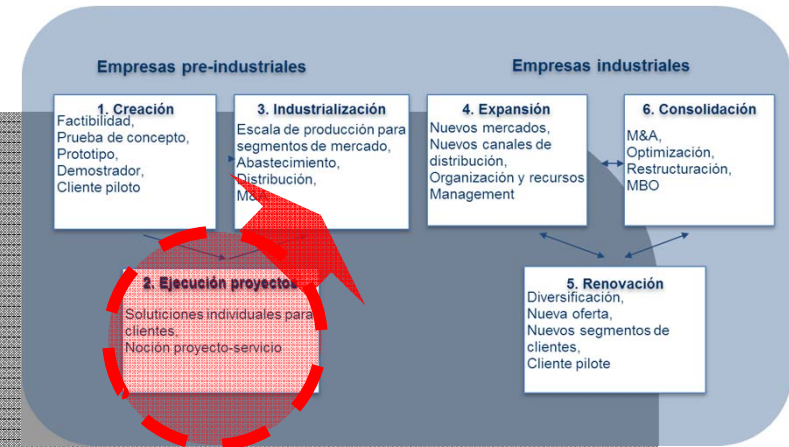 Empresas pre-industriales
Empresas industriales
1. Creación
Factibilidad,
Prueba de concepto,
Prototipo,
Demostrador,
Cliente piloto
3. Industrialización
Escala de producción para
segmentos de mercado,
Abastecimiento,
Distribución,
M&A
4. Expansión
Nuevos mercados,
Nuevos canales de
distribución,
Organización y recursos
Management
6. Consolidación
M&A,
Optimización,
Restructuración,
MBO
2. Ejecución proyectos
Soluticiones individuales para
clientes,
Noción proyecto-servicio
5. Renovación
Diversificación,
Nueva oferta,
Nuevos segmentos de
clientes,
Cliente pilote